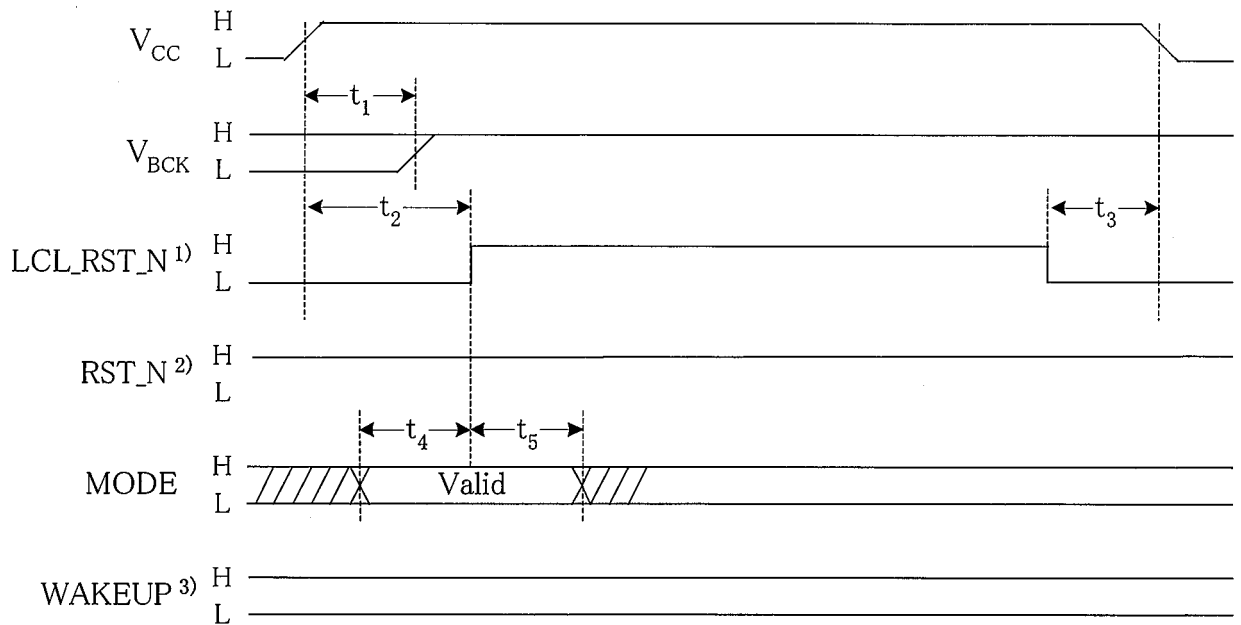 H
V_CC L
t_1
H
V_BCK L
t_2
t_3
H
LCL_RST_N 1)
L
H
RST_N 2)
L
t_4 t_5
H
MODE Valid
L
H
WAKEUP 3)
L